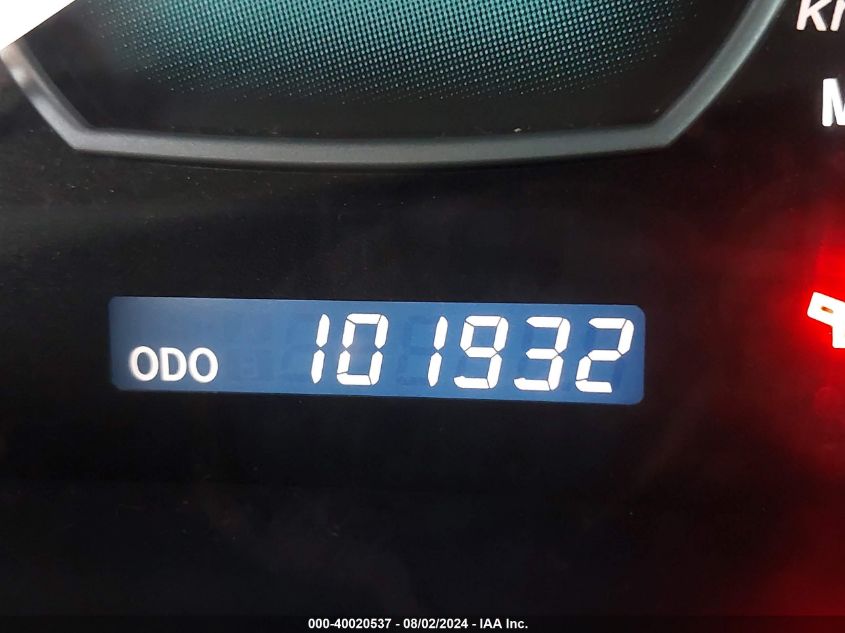 ODO 101932
000-40020537 - 08/02/2024 - IAA Inc.